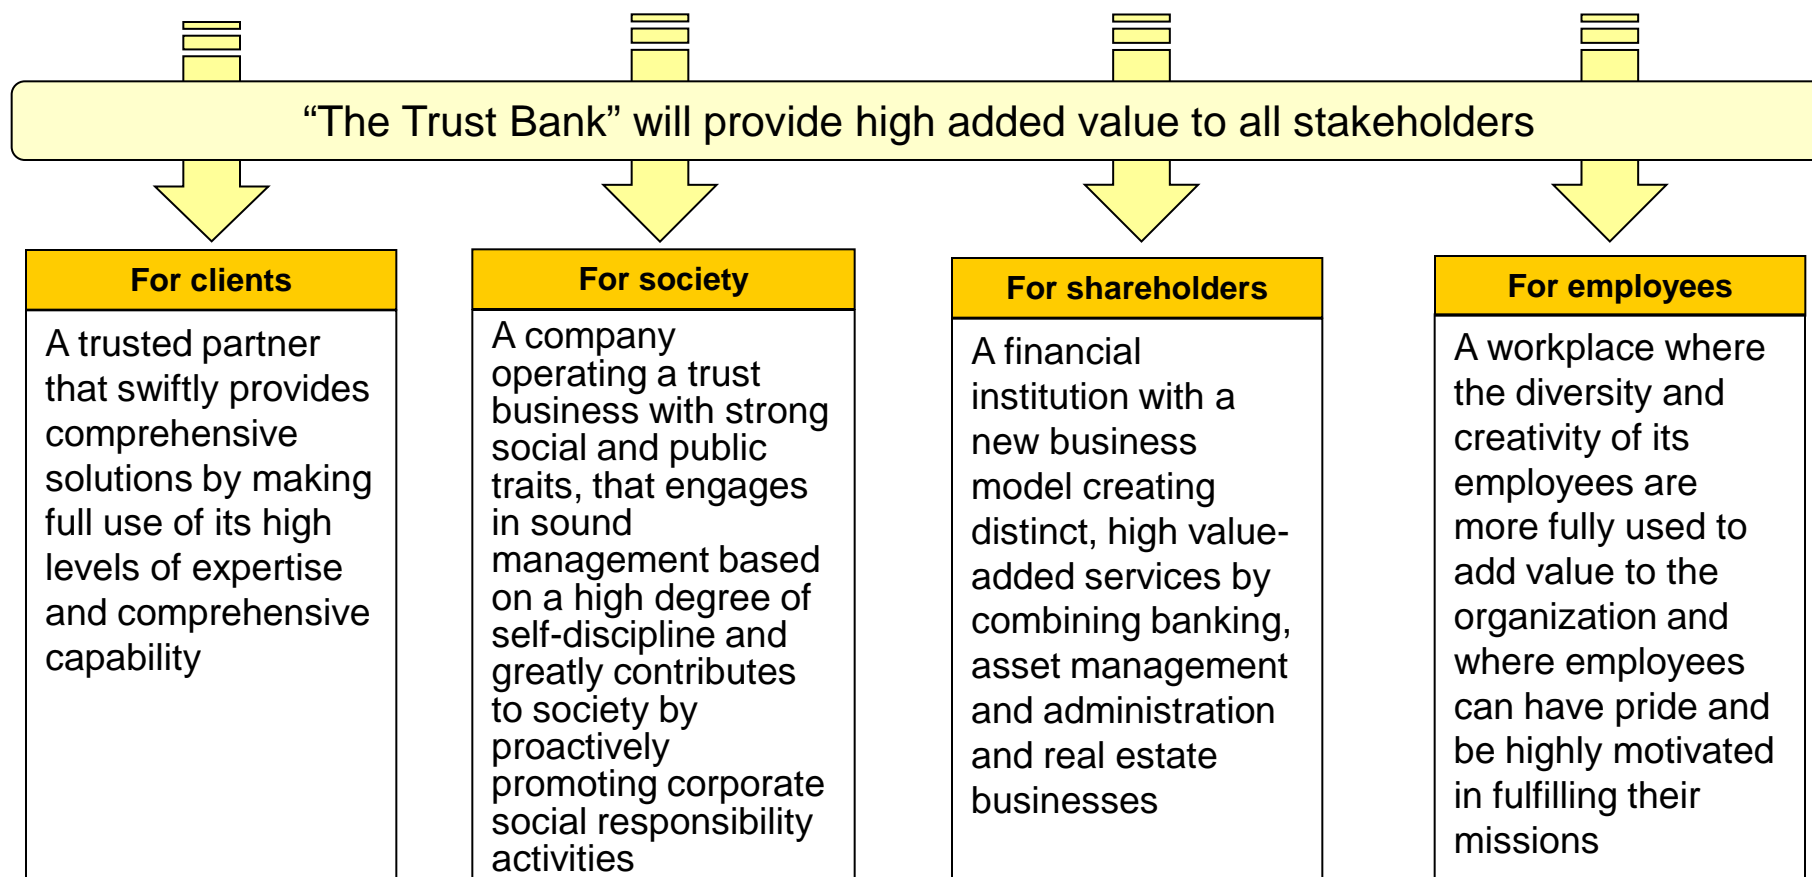 “The Trust Bank” will provide high added value to all stakeholders
For clients
A trusted partner
that swiftly provides
comprehensive
solutions by making
full use of its high
levels of expertise
and comprehensive
capability
For society
A company
operating a trust
business with strong
social and public
traits, that engages
in sound
management based
on a high degree of
self-discipline and
greatly contributes
to society by
proactively
promoting corporate
social responsibility
activities
For shareholders
A financial
institution with a
new business
model creating
distinct, high value-
added services by
combining banking,
asset management
and administration
and real estate
businesses
For employees
A workplace where
the diversity and
creativity of its
employees are
more fully used to
add value to the
organization and
where employees
can have pride and
be highly motivated
in fulfilling their
missions